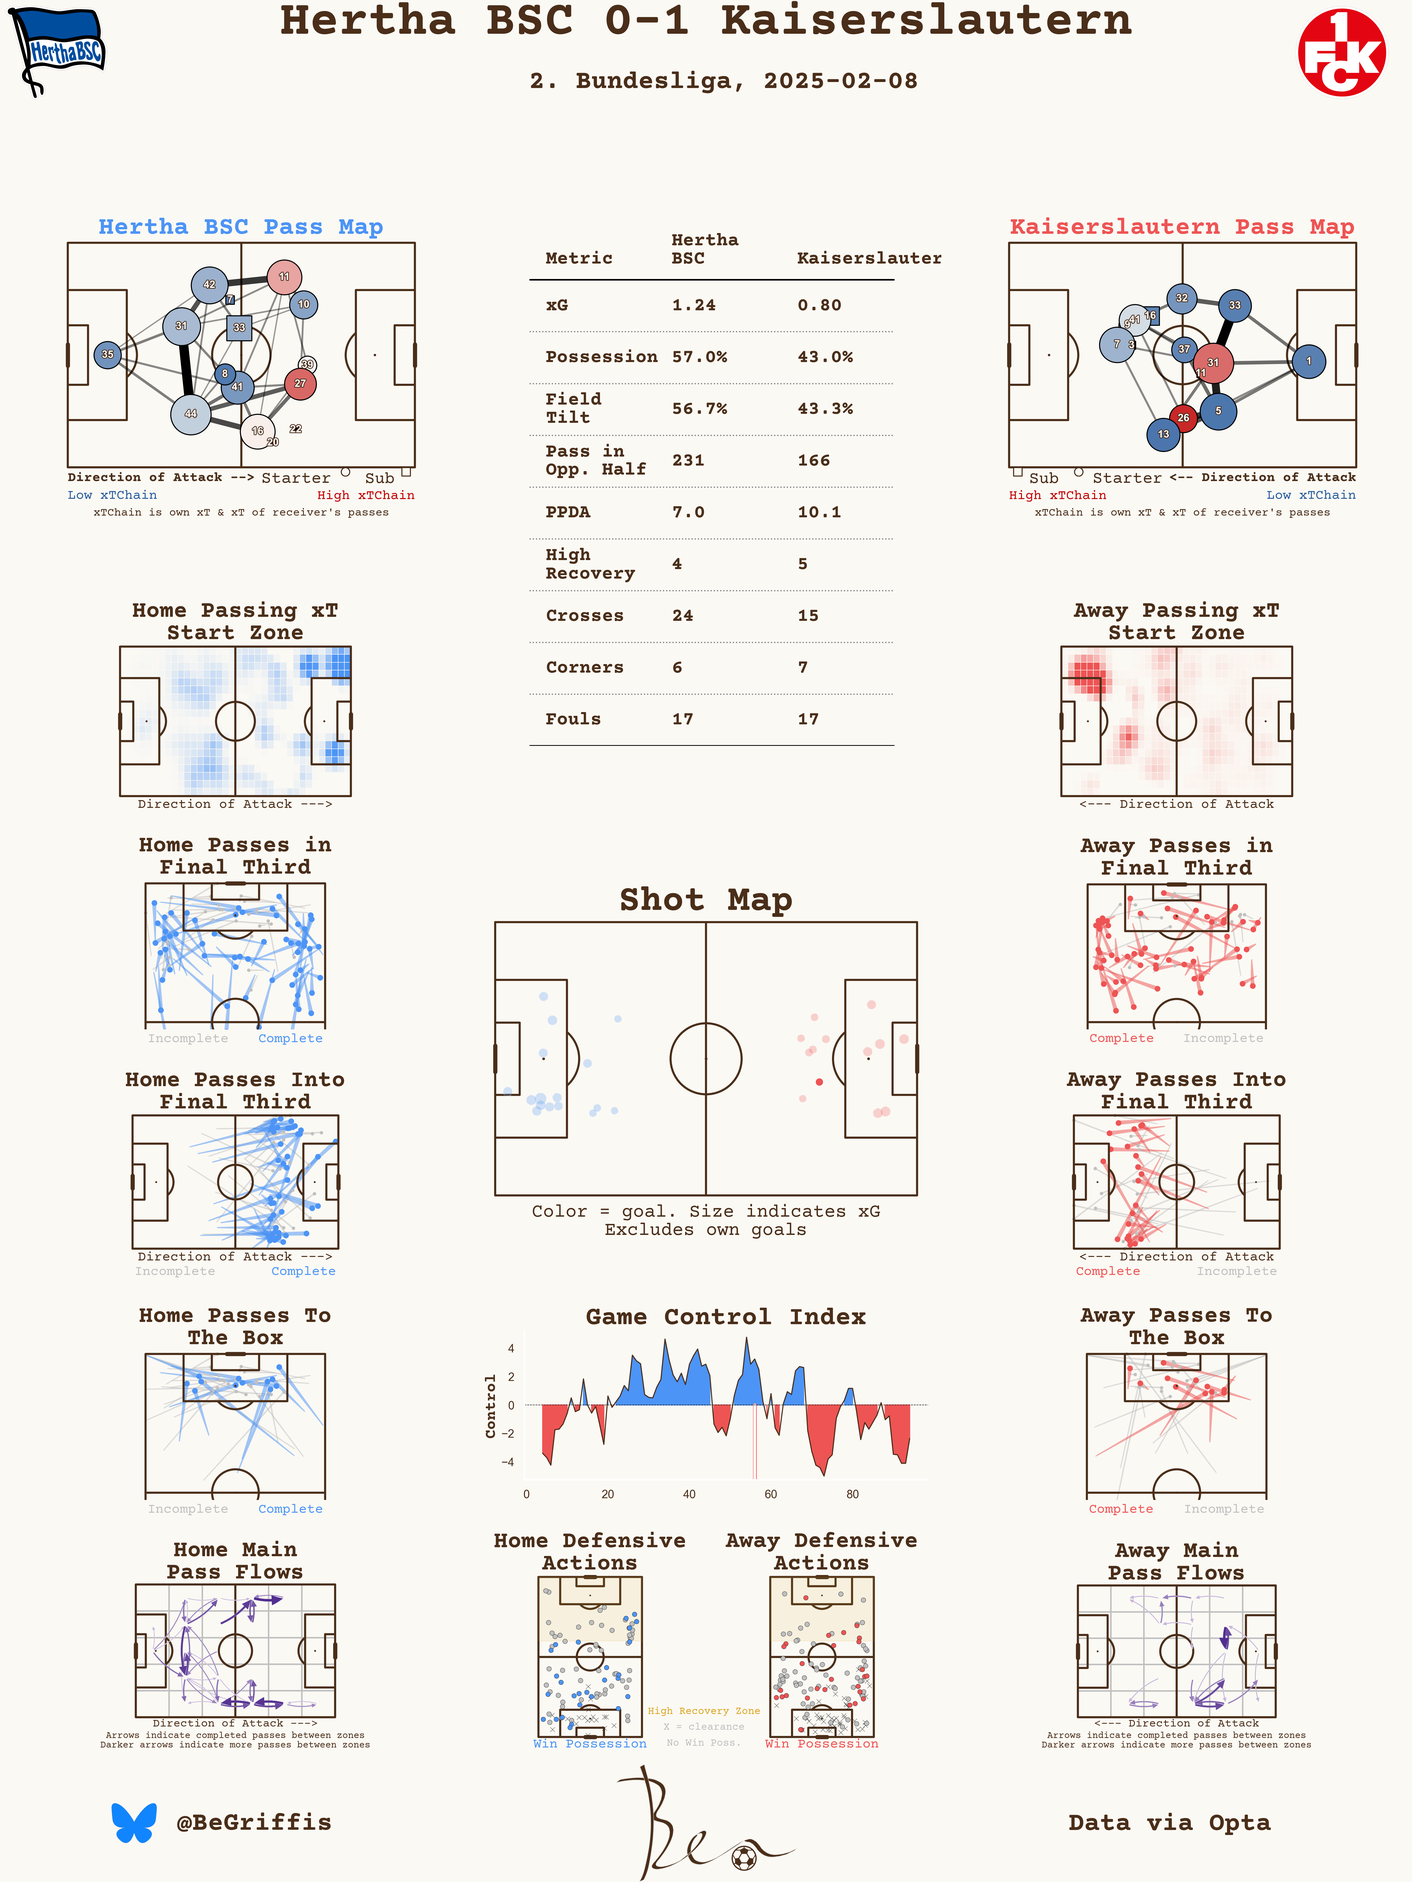 Hertha BSC 0-1 Kaiserslautern
2. Bundesliga, 2025-02-08
HerthaBSC
1
FCK
Hertha BSC Pass Map
42
11
7
10
31
33
35
39
8
41
27
44
16
20
22
Direction of Attack --> Starter Sub
Low xTChain High xTChain
xTChain is own xT & xT of receiver's passes
Metric Hertha BSC Kaiserslauter
xG 1.24 0.80
Possession 57.0% 43.0%
Field Tilt 56.7% 43.3%
Pass in Opp. Half 231 166
PPDA 7.0 10.1
High Recovery 4 5
Crosses 24 15
Corners 6 7
Fouls 17 17
Kaiserslautern Pass Map
32
33
9
41
16
7
3
37
31
11
1
26
5
13
Sub Starter <-- Direction of Attack
High xTChain Low xTChain
xTChain is own xT & xT of receiver's passes
Home Passing xT
Start Zone
Direction of Attack --->
Away Passing xT
Start Zone
<--- Direction of Attack
Home Passes in
Final Third
Incomplete Complete
Away Passes in
Final Third
Complete Incomplete
Shot Map
Color = goal. Size indicates xG
Excludes own goals
Home Passes Into
Final Third
Direction of Attack --->
Incomplete Complete
Away Passes Into
Final Third
<--- Direction of Attack
Complete Incomplete
Home Passes To
The Box
Incomplete Complete
Game Control Index
Control
4
2
0
−2
−4
0 20 40 60 80
Away Passes To
The Box
Complete Incomplete
Home Main
Pass Flows
Direction of Attack --->
Arrows indicate completed passes between zones
Darker arrows indicate more passes between zones
Home Defensive
Actions
Win Possession
Away Defensive
Actions
Win Possession
High Recovery Zone
X = clearance
No Win Poss.
Away Main
Pass Flows
<--- Direction of Attack
Arrows indicate completed passes between zones
Darker arrows indicate more passes between zones
@BeGriffis
Ben
Data via Opta